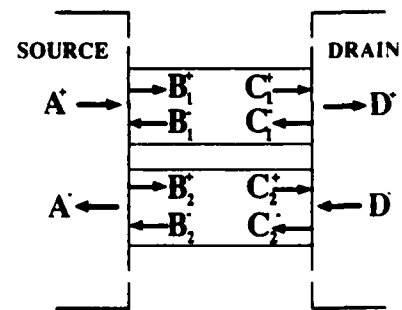 SOURCE DRAIN
B₁⁺ C₁⁺
A⁺ D⁺
B₁⁻ C₁⁻
B₂⁺ C₂⁺
A⁻ D⁻
B₂⁻ C₂⁻